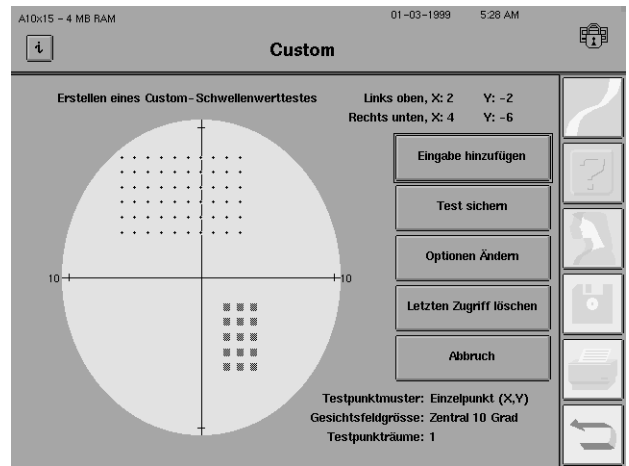 A10x15 - 4 MB RAM
01-03-1999 5:28 AM
i
Custom
Erstellen eines Custom-Schwellenwerttestes
Links oben, X: 2 Y: -2
Rechts unten, X: 4 Y: -6
Eingabe hinzufügen
?
Test sichern
Optionen Ändern
10
10
Letzten Zugriff löschen
Abbruch
Testpunktmuster: Einzelpunkt (X,Y)
Gesichtsfeldgrösse: Zentral 10 Grad
Testpunkträume: 1